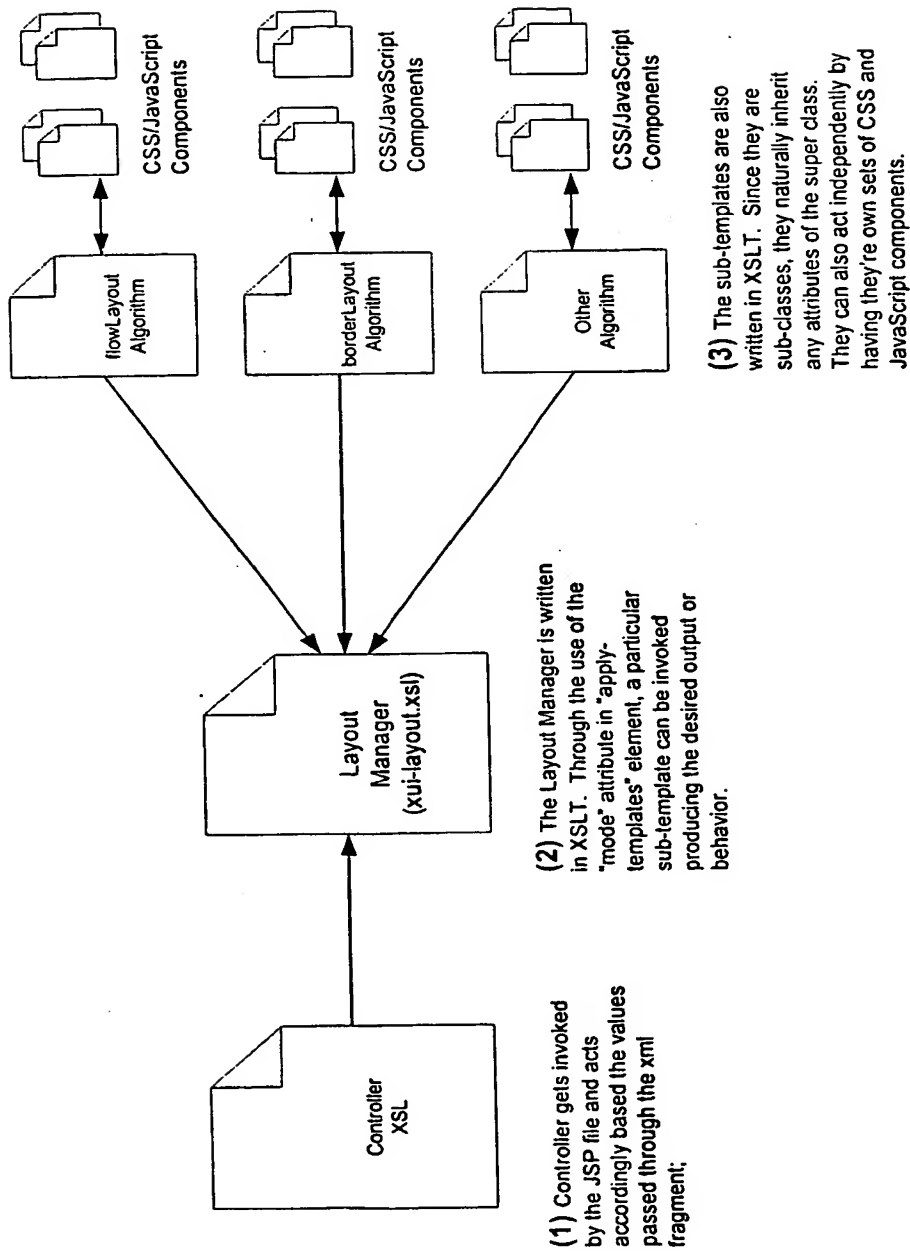 Controller
XSL
(1) Controller gets invoked
by the JSP file and acts
accordingly based the values
passed through the xml
fragment;
Layout
Manager
(xui-layout.xsl)
(2) The Layout Manager is written
in XSLT. Through the use of the
"mode" attribute in "apply-
templates" element, a particular
sub-template can be invoked
producing the desired output or
behavior.
flowLayout
Algorithm
CSS/JavaScript
Components
borderLayout
Algorithm
CSS/JavaScript
Components
Other
Algorithm
CSS/JavaScript
Components
(3) The sub-templates are also
written in XSLT. Since they are
sub-classes, they naturally inherit
any attributes of the super class.
They can also act independently by
having they're own sets of CSS and
JavaScript components.